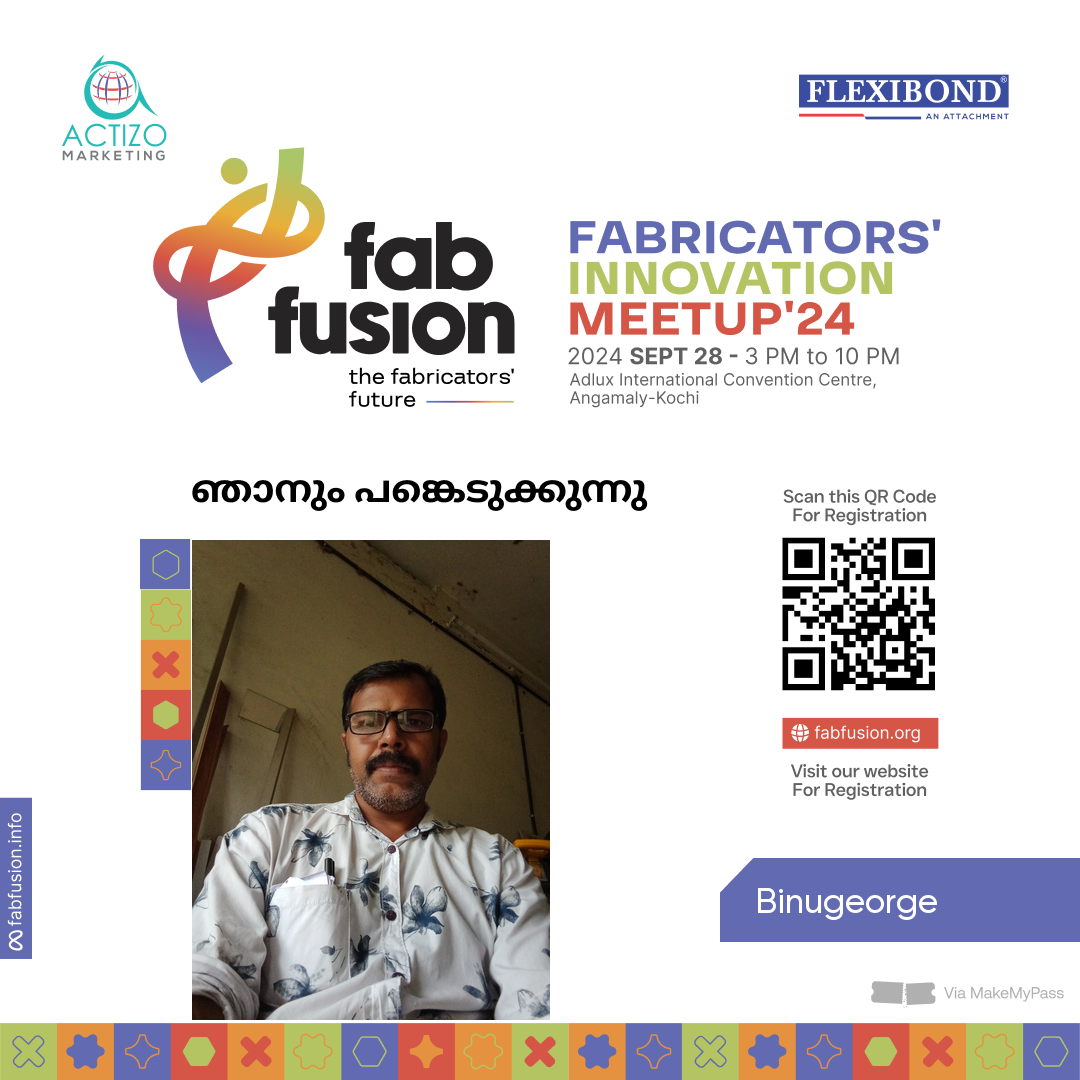 ACTIZO
MARKETING
FLEXIBOND®
AN ATTACHMENT
fab
fusion
the fabricators'
future
FABRICATORS'
INNOVATION
MEETUP'24
2024 SEPT 28 - 3 PM to 10 PM
Adlux International Convention Centre,
Angamaly-Kochi
ഞാനും പങ്കെടുക്കുന്നു
Scan this QR Code
For Registration
fabfusion.org
Visit our website
For Registration
fabfusion.info
Binugeorge
Via MakeMyPass